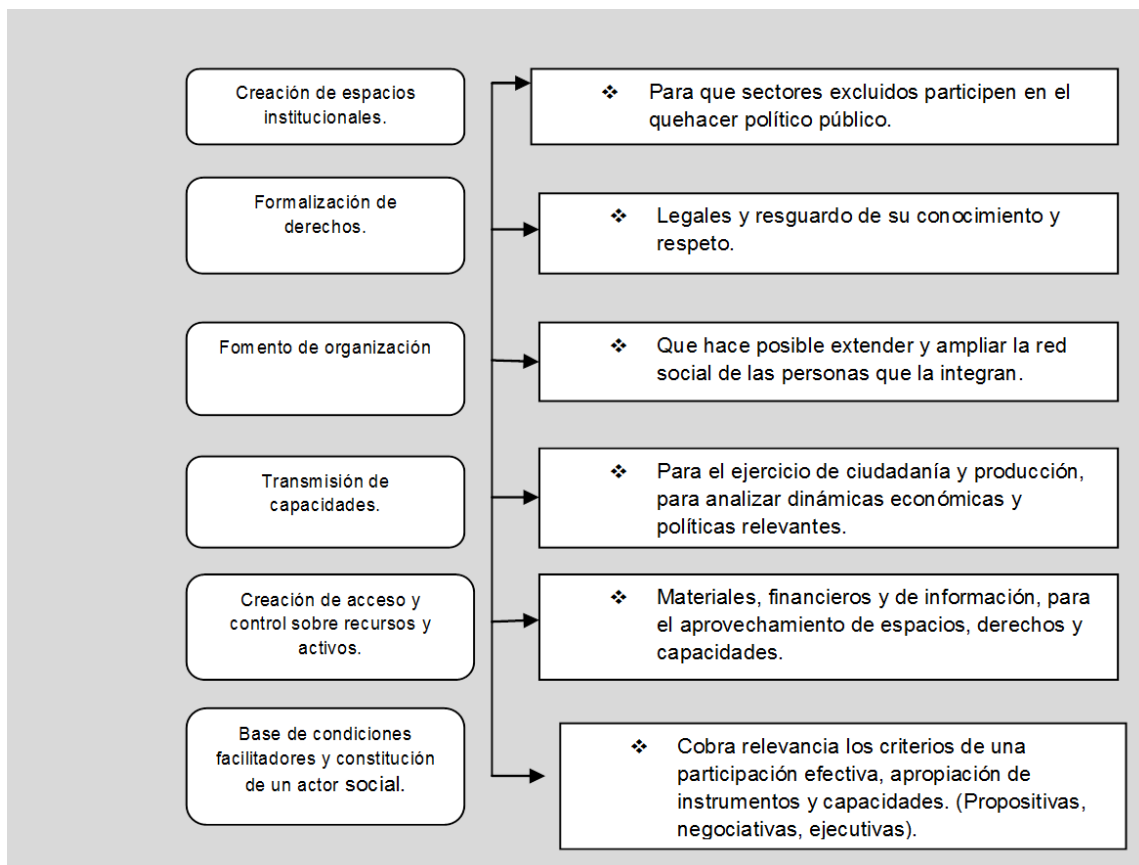 Creación de espacios
institucionales.
❖ Para que sectores excluidos participen en el
quehacer político público.
Formalización de
derechos.
❖ Legales y resguardo de su conocimiento y
respeto.
Fomento de organización
❖ Que hace posible extender y ampliar la red
social de las personas que la integran.
Transmisión de
capacidades.
❖ Para el ejercicio de ciudadanía y producción,
para analizar dinámicas económicas y
políticas relevantes.
Creación de acceso y
control sobre recursos y
activos.
❖ Materiales, financieros y de información, para
el aprovechamiento de espacios, derechos y
capacidades.
Base de condiciones
facilitadores y constitución
de un actor social.
❖ Cobra relevancia los criterios de una
participación efectiva, apropiación de
instrumentos y capacidades. (Propositivas,
negociativas, ejecutivas).